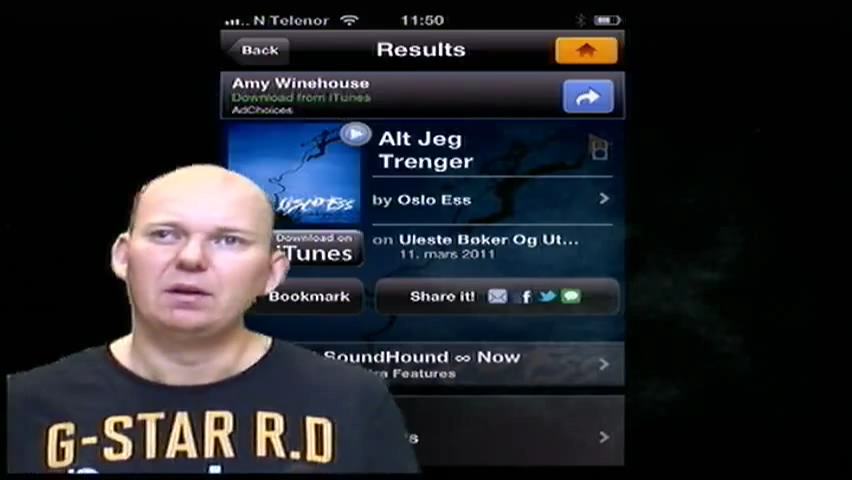 N Telenor 11:50
Back Results
Amy Winehouse
Download from iTunes
AdChoices
Alt Jeg
Trenger
by Oslo Ess
Download on
iTunes
on Uleste Bøker Og Ut...
11. mars 2011
Bookmark
Share it!
SoundHound ∞ Now
Features
G-STAR R.D